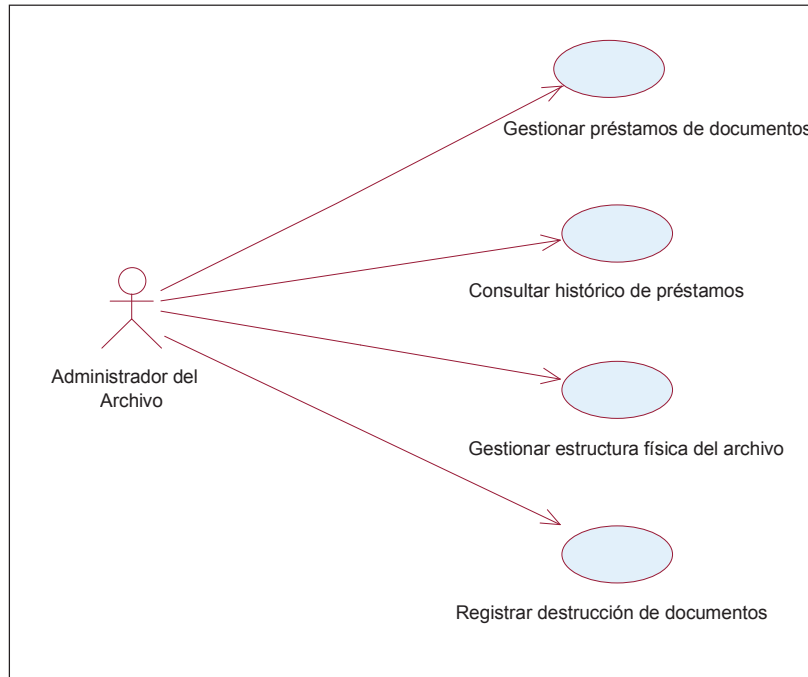 Gestionar préstamos de documentos
Consultar histórico de préstamos
Administrador del
Archivo
Gestionar estructura física del archivo
Registrar destrucción de documentos